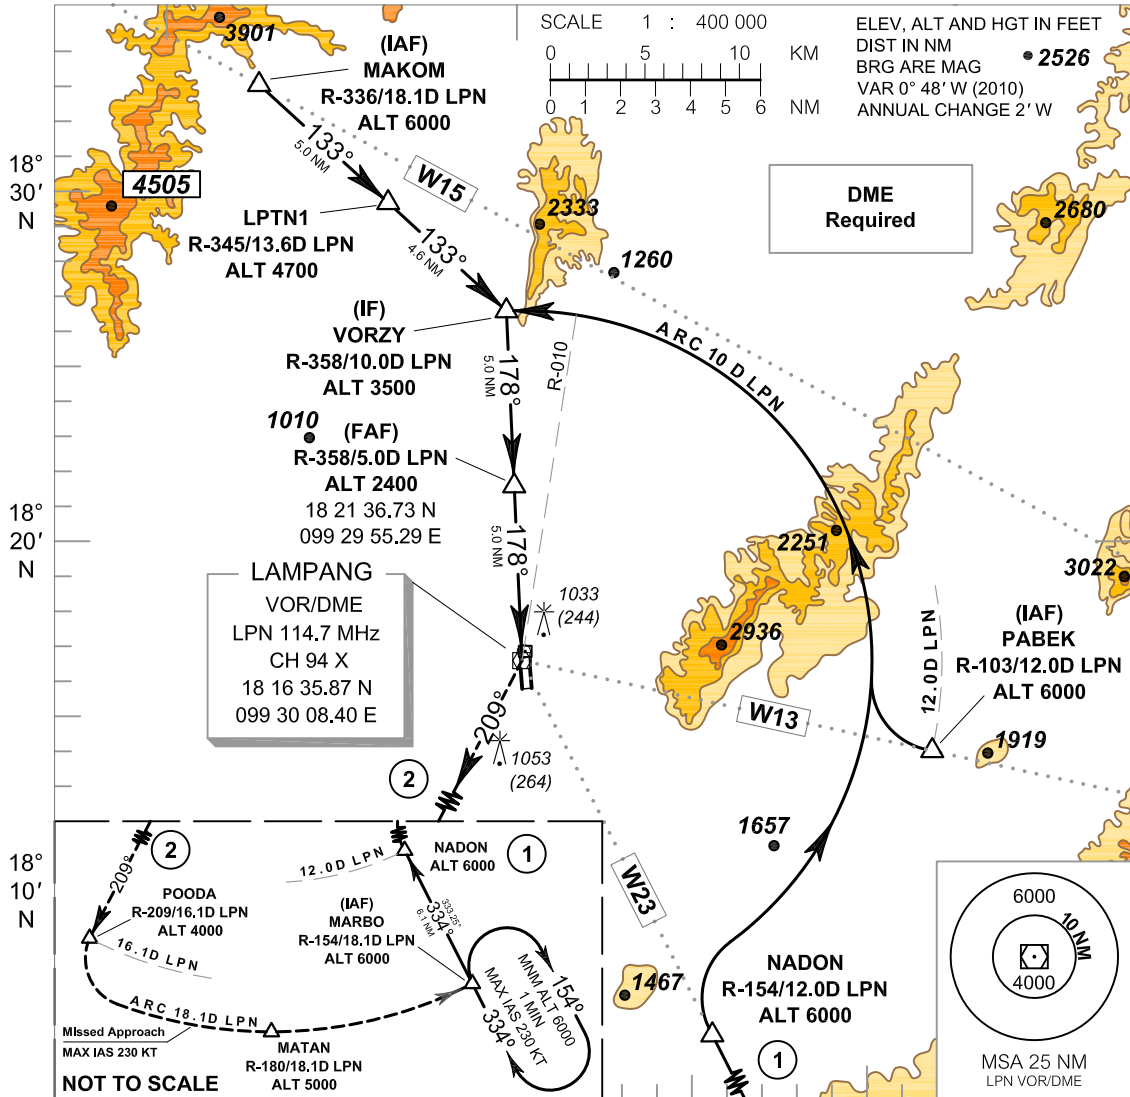 SCALE 1 : 400 000
0 5 10 KM
0 1 2 3 4 5 6 NM
ELEV, ALT AND HGT IN FEET
DIST IN NM
BRG ARE MAG
VAR 0° 48' W (2010)
ANNUAL CHANGE 2' W
2526
3901
(IAF)
MAKOM
R-336/18.1D LPN
ALT 6000
133°
5.0 NM
W15
18°
30'
N
4505
2333
DME
Required
2680
LPTN1
R-345/13.6D LPN
ALT 4700
133°
4.6 NM
1260
(IF)
VORZY
R-358/10.0D LPN
ALT 3500
178°
5.0 NM
R-010
ARC 10 D LPN
1010
(FAF)
R-358/5.0D LPN
ALT 2400
18 21 36.73 N
099 29 55.29 E
178°
5.0 NM
18°
20'
N
2251
3022
LAMPANG
VOR/DME
LPN 114.7 MHz
CH 94 X
18 16 35.87 N
099 30 08.40 E
1033
(244)
2936
12.0D LPN
(IAF)
PABEK
R-103/12.0D LPN
ALT 6000
W13
1919
209°
1053
(264)
2
1657
18°
10'
N
W23
2
209°
POODA
R-209/16.1D LPN
ALT 4000
16.1D LPN
ARC 18.1D LPN
MIssed Approach
MAX IAS 230 KT
NOT TO SCALE
MATAN
R-180/18.1D LPN
ALT 5000
12.0D LPN
NADON
ALT 6000
1
(IAF)
MARBO
R-154/18.1D LPN
ALT 6000
333.25°
334°
6.1 NM
154°
MNM ALT 6000
1 MIN
MAX IAS 230 KT
334°
1467
NADON
R-154/12.0D LPN
ALT 6000
1
6000
10 NM
4000
MSA 25 NM
LPN VOR/DME